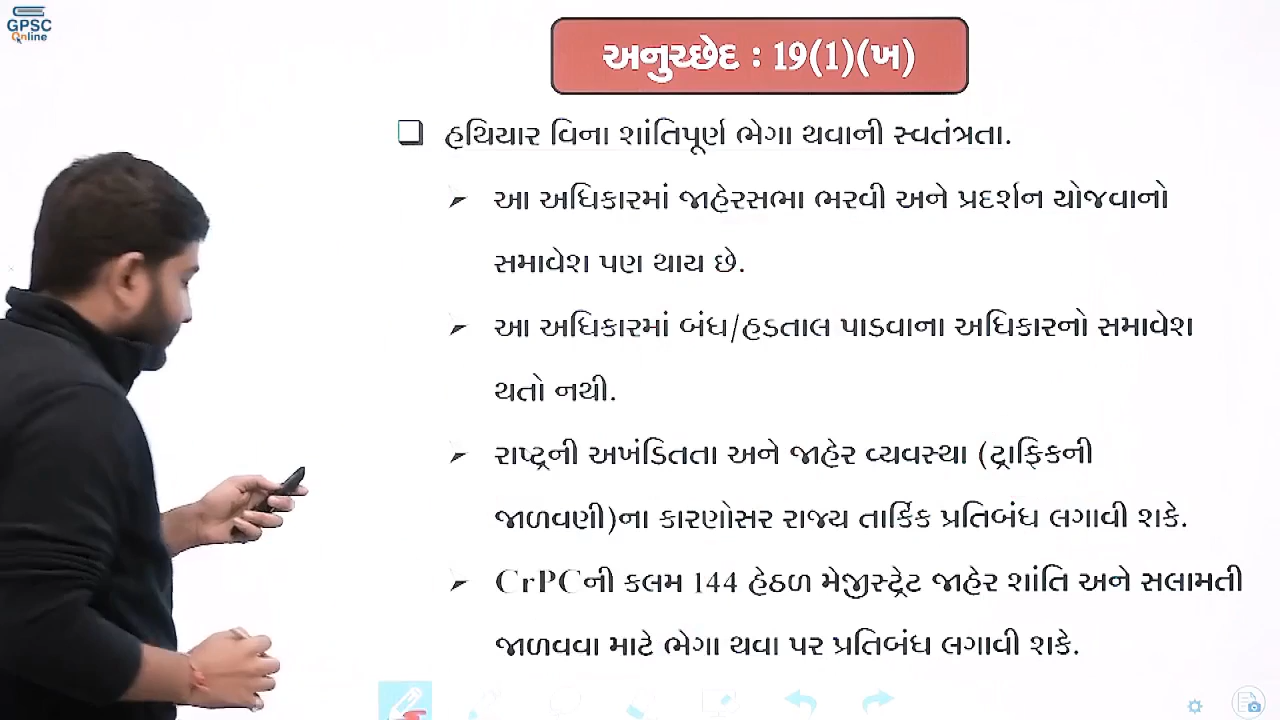 GPSC
Online
અનુચ્છેદ : 19(1)(ખ)
હથિયાર વિના શાંતિપૂર્ણ ભેગા થવાની સ્વતંત્રતા.
આ અધિકારમાં જાહેરસભા ભરવી અને પ્રદર્શન યોજવાનો
સમાવેશ પણ થાય છે.
આ અધિકારમાં બંધ/હડતાલ પાડવાના અધિકારનો સમાવેશ
થતો નથી.
રાષ્ટ્રની અખંડિતતા અને જાહેર વ્યવસ્થા (ટ્રાફિકની
જાળવણી)ના કારણોસર રાજ્ય તાર્કિક પ્રતિબંધ લગાવી શકે.
CrPCની કલમ 144 હેઠળ મેજીસ્ટ્રેટ જાહેર શાંતિ અને સલામતી
જાળવવા માટે ભેગા થવા પર પ્રતિબંધ લગાવી શકે.